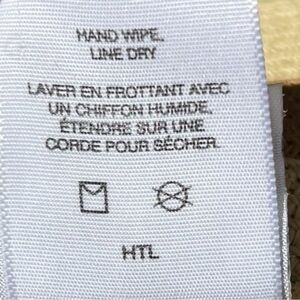 HAND WIPE,
LINE DRY
LAVER EN FROTTANT AVEC
UN CHIFFON HUMIDE.
ÉTENDRE SUR UNE
CORDE POUR SÉCHER.
HTL